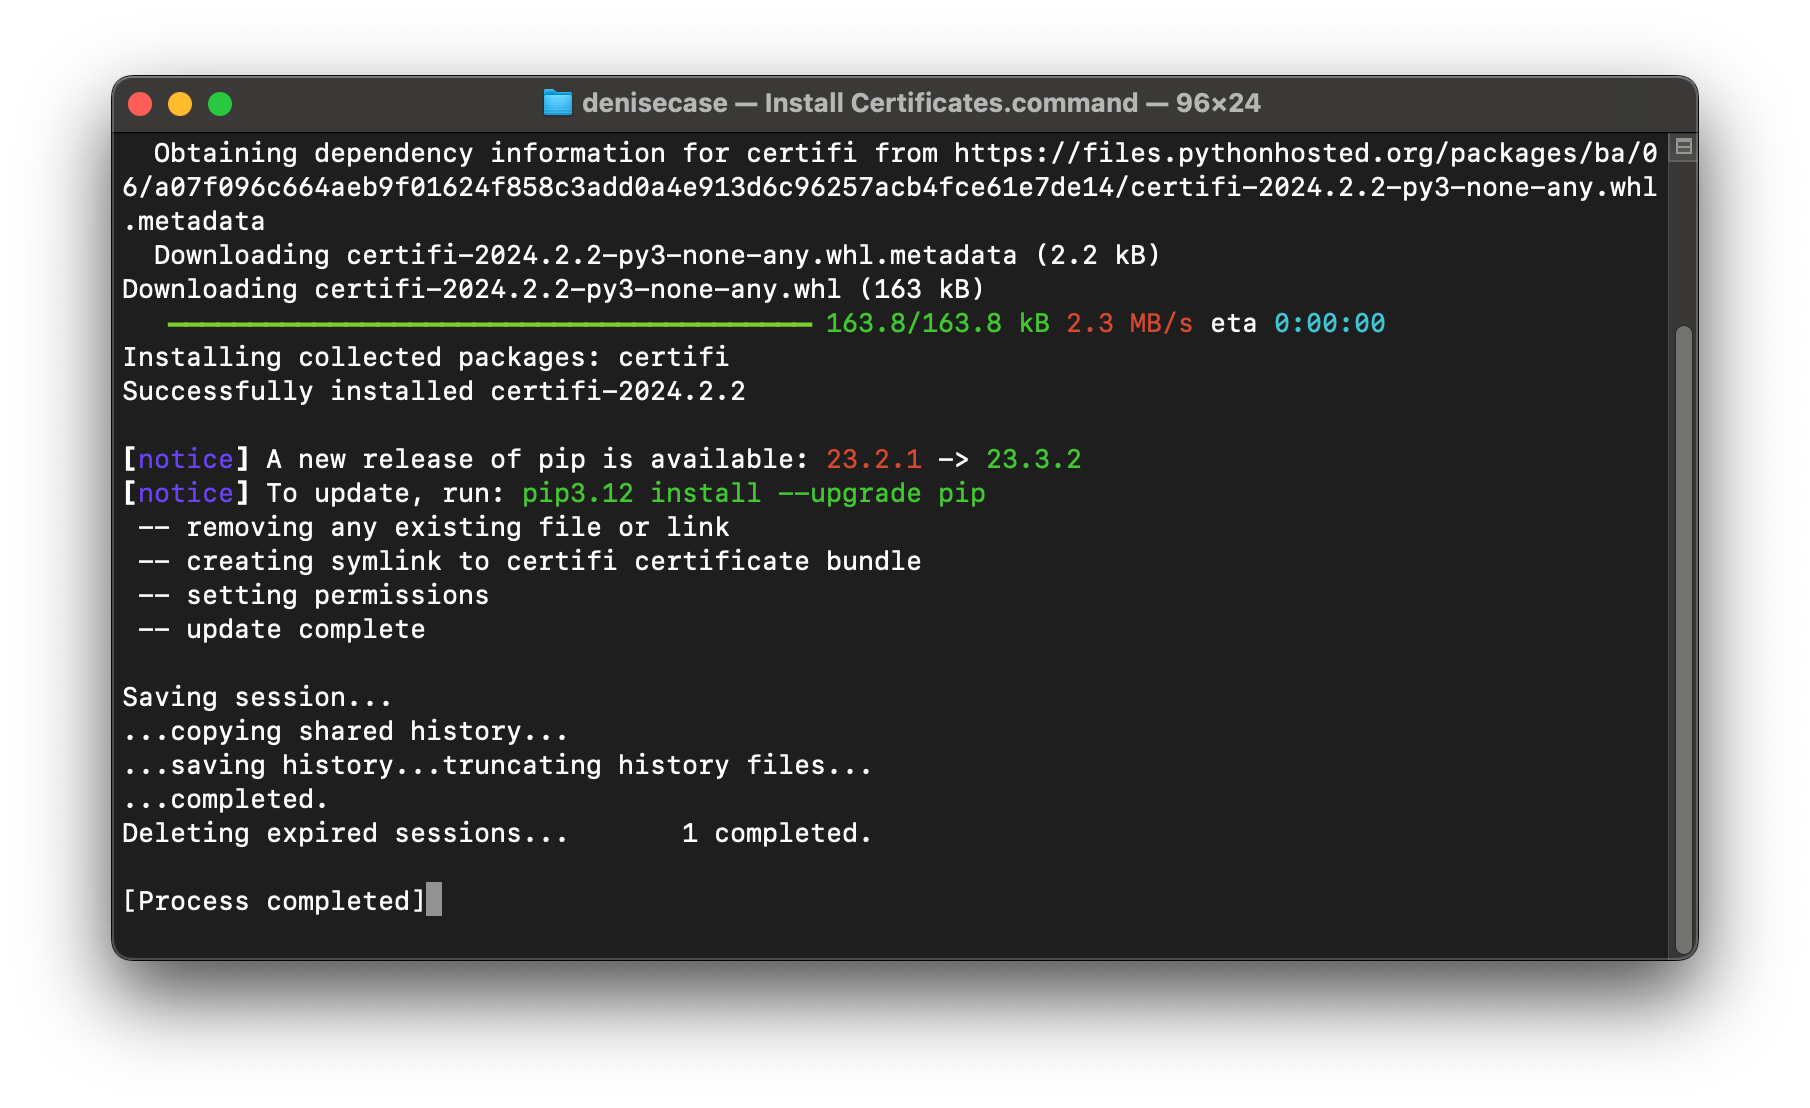 denisecase — Install Certificates.command — 96×24
  Obtaining dependency information for certifi from https://files.pythonhosted.org/packages/ba/0
6/a07f096c664aeb9f01624f858c3add0a4e913d6c96257acb4fce61e7de14/certifi-2024.2.2-py3-none-any.whl
.metadata
  Downloading certifi-2024.2.2-py3-none-any.whl.metadata (2.2 kB)
Downloading certifi-2024.2.2-py3-none-any.whl (163 kB)
163.8/163.8 kB 2.3 MB/s eta 0:00:00
Installing collected packages: certifi
Successfully installed certifi-2024.2.2
[notice] A new release of pip is available: 23.2.1 -> 23.3.2
[notice] To update, run: pip3.12 install --upgrade pip
 -- removing any existing file or link
 -- creating symlink to certifi certificate bundle
 -- setting permissions
 -- update complete
Saving session...
...copying shared history...
...saving history...truncating history files...
...completed.
Deleting expired sessions...       1 completed.
[Process completed]